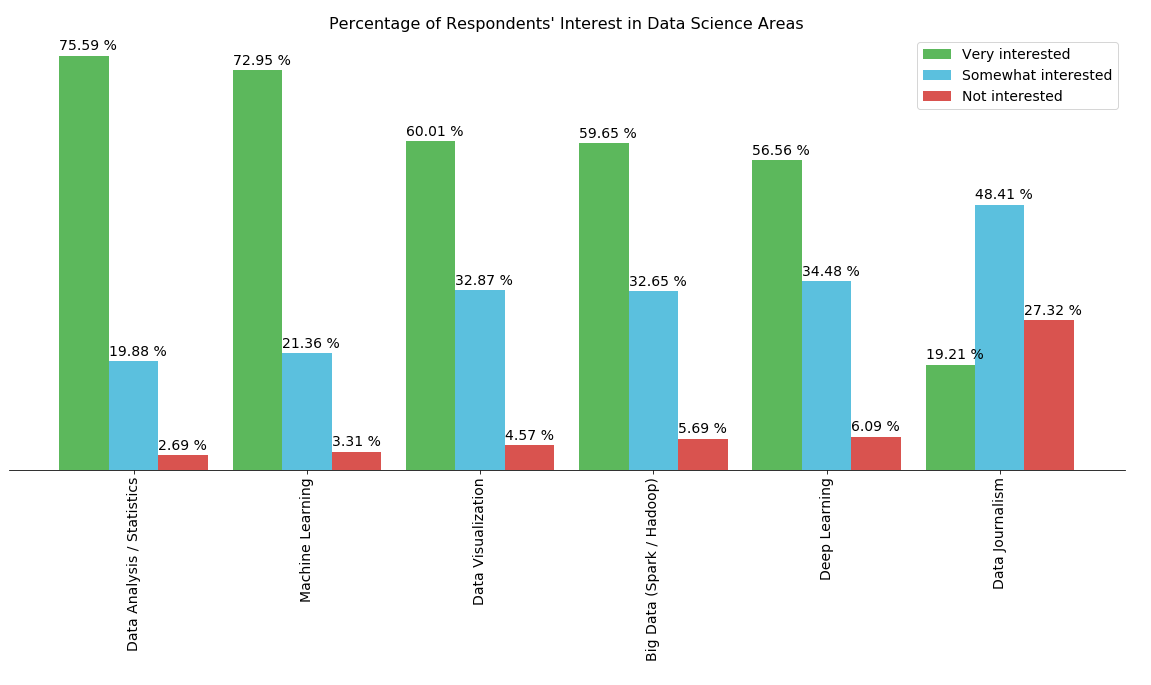 Percentage of Respondents' Interest in Data Science Areas
Very interested
Somewhat interested
Not interested
75.59 %
19.88 %
2.69 %
72.95 %
21.36 %
3.31 %
60.01 %
32.87 %
4.57 %
59.65 %
32.65 %
5.69 %
56.56 %
34.48 %
6.09 %
19.21 %
48.41 %
27.32 %
Data Analysis / Statistics
Machine Learning
Data Visualization
Big Data (Spark / Hadoop)
Deep Learning
Data Journalism